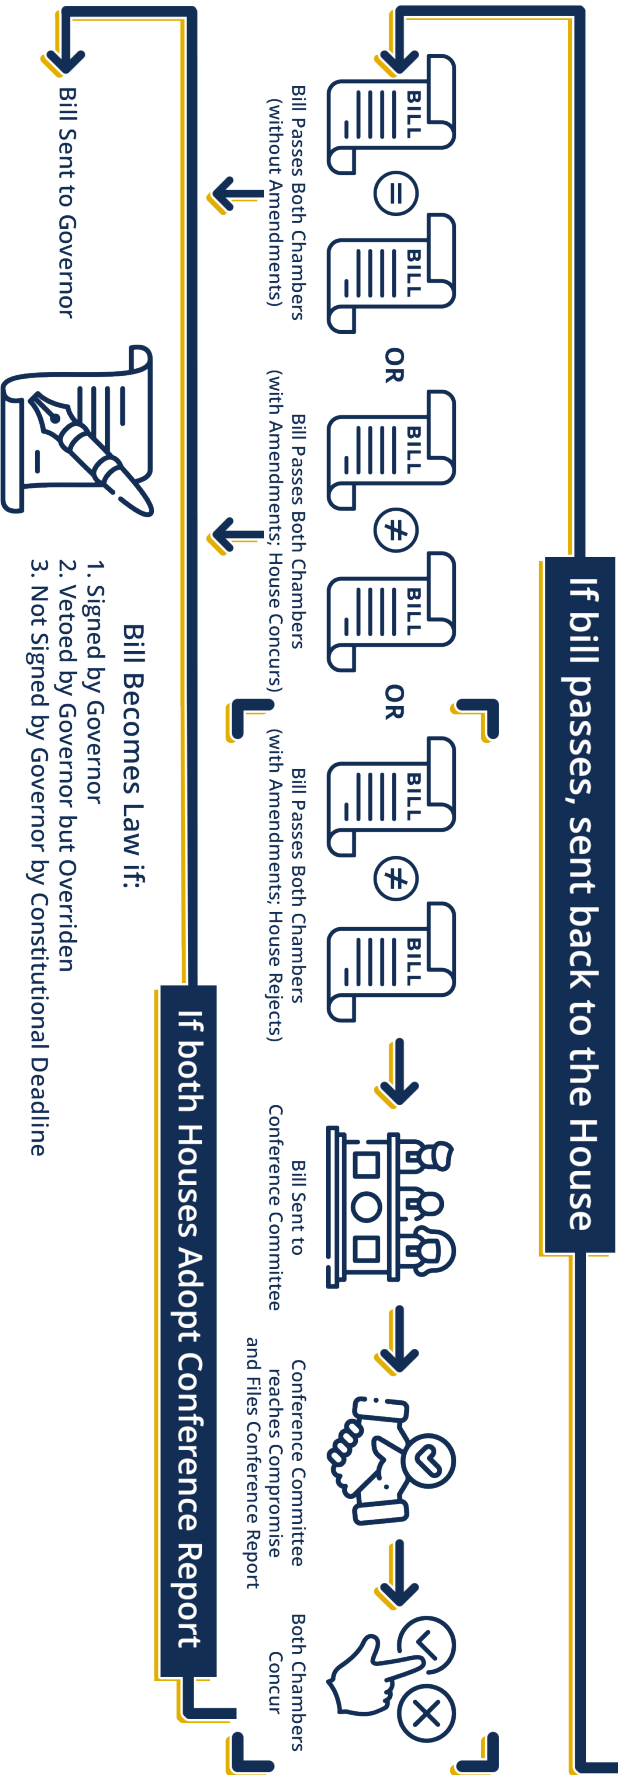 If bill passes, sent back to the House
BILL
=
BILL
OR
BILL
≠
BILL
OR
BILL
≠
BILL
Bill Passes Both Chambers
(without Amendments)
Bill Passes Both Chambers
(with Amendments; House Concurs)
Bill Passes Both Chambers
(with Amendments; House Rejects)
Bill Sent to
Conference Committee
Conference Committee
reaches Compromise
and Files Conference Report
Both Chambers
Concur
If both Houses Adopt Conference Report
Bill Sent to Governor
Bill Becomes Law if:
1. Signed by Governor
2. Vetoed by Governor but Overriden
3. Not Signed by Governor by Constitutional Deadline